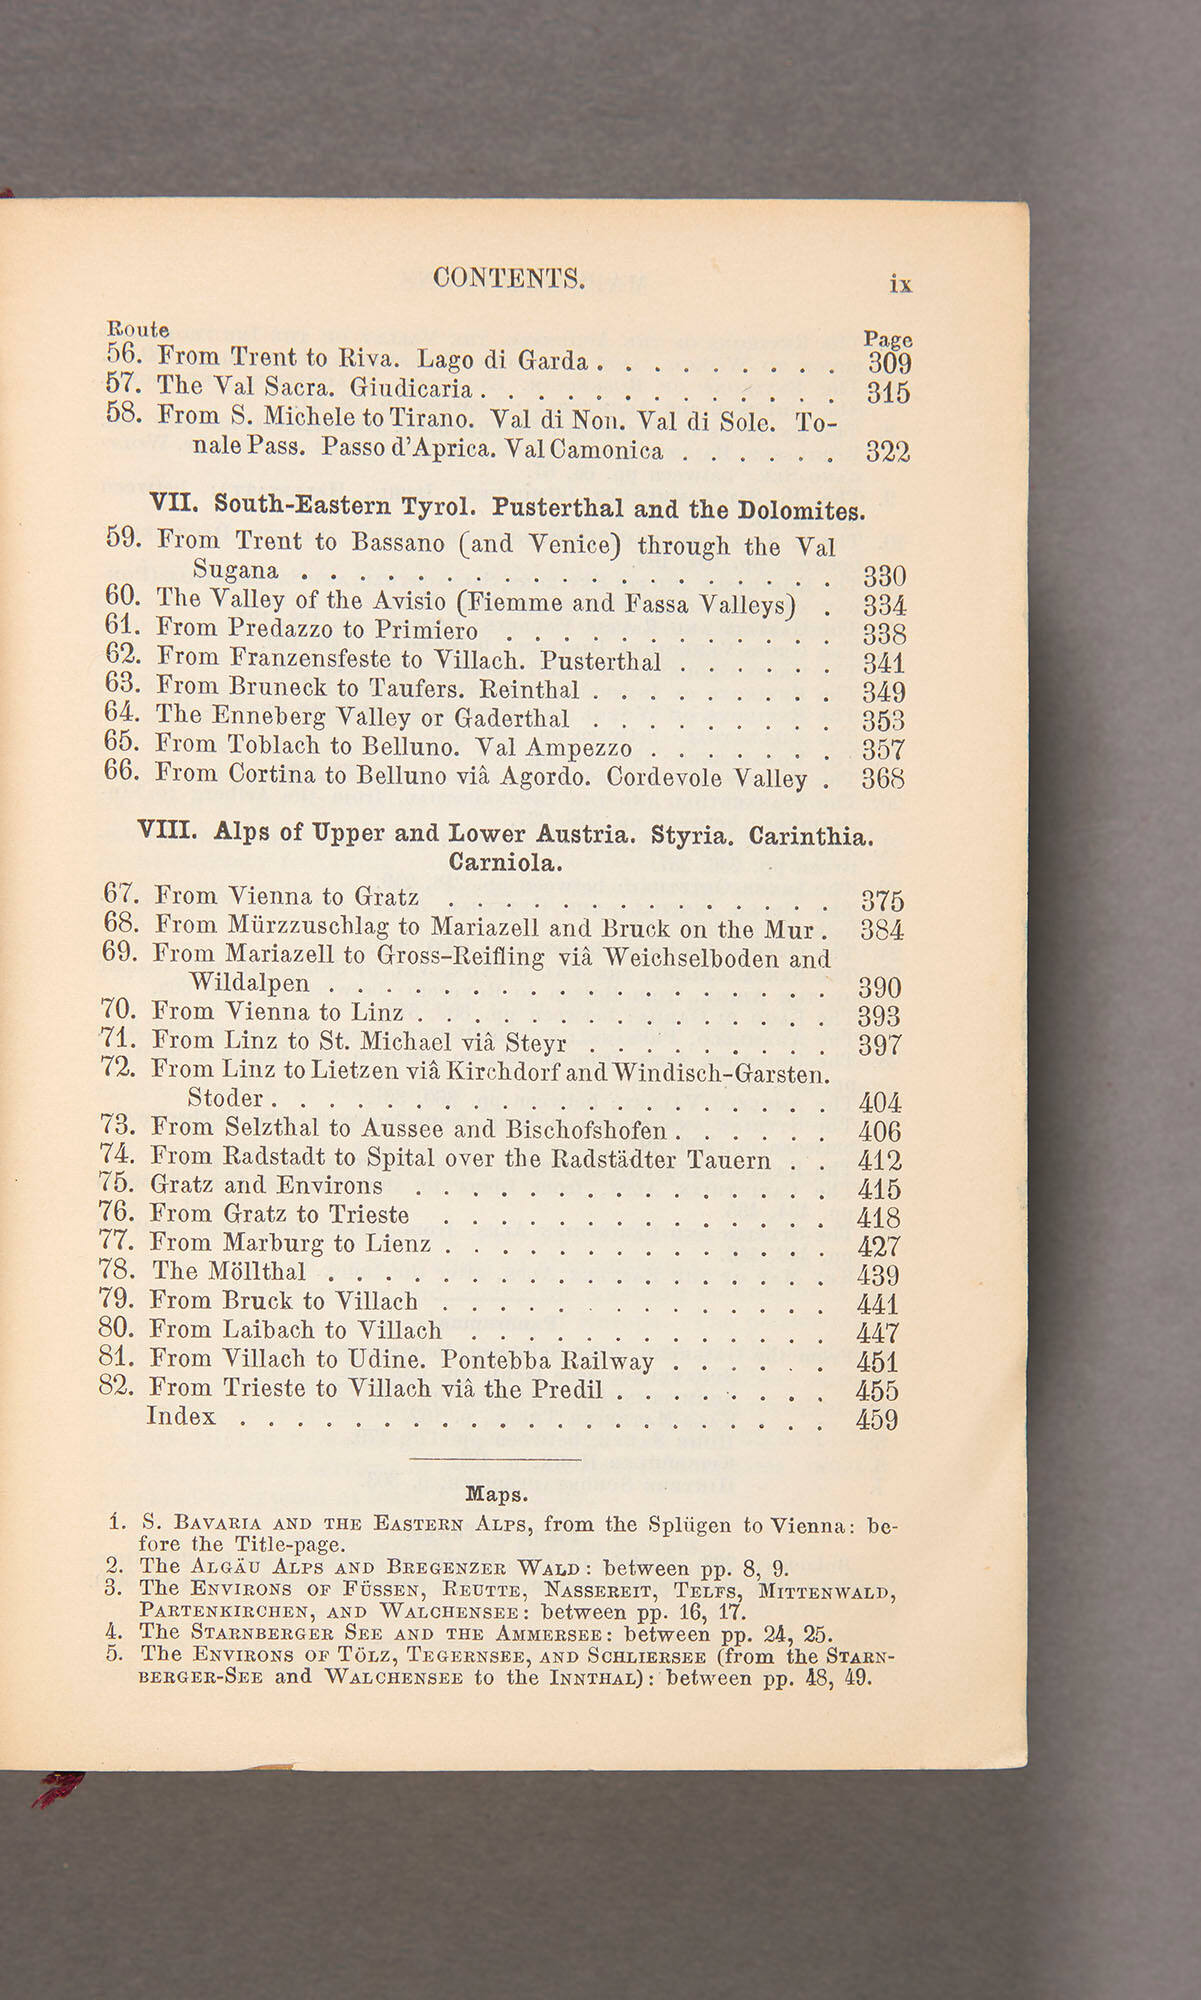 CONTENTS. ix
Route Page
56. From Trent to Riva. Lago di Garda . . . . . . . . . 309
57. The Val Sacra. Giudicaria . . . . . . . . . . . . . 315
58. From S. Michele to Tirano. Val di Non. Val di Sole. To-
nale Pass. Passo d'Aprica. Val Camonica . . . . . . 322
VII. South-Eastern Tyrol. Pusterthal and the Dolomites.
59. From Trent to Bassano (and Venice) through the Val
Sugana . . . . . . . . . . . . . . . . . . . 330
60. The Valley of the Avisio (Fiemme and Fassa Valleys) . 334
61. From Predazzo to Primiero . . . . . . . . . . . . 338
62. From Franzensfeste to Villach. Pusterthal . . . . . . 341
63. From Bruneck to Taufers. Reinthal . . . . . . . . . 349
64. The Enneberg Valley or Gaderthal . . . . . . . . . 353
65. From Toblach to Belluno. Val Ampezzo . . . . . . . 357
66. From Cortina to Belluno viâ Agordo. Cordevole Valley . 368
VIII. Alps of Upper and Lower Austria. Styria. Carinthia.
Carniola.
67. From Vienna to Gratz . . . . . . . . . . . . . . 375
68. From Mürzzuschlag to Mariazell and Bruck on the Mur . 384
69. From Mariazell to Gross-Reifling viâ Weichselboden and
Wildalpen . . . . . . . . . . . . . . . . . . 390
70. From Vienna to Linz . . . . . . . . . . . . . . . 393
71. From Linz to St. Michael viâ Steyr . . . . . . . . . 397
72. From Linz to Lietzen viâ Kirchdorf and Windisch-Garsten.
Stoder . . . . . . . . . . . . . . . . . . . . 404
73. From Selzthal to Aussee and Bischofshofen . . . . . . 406
74. From Radstadt to Spital over the Radstädter Tauern . . 412
75. Gratz and Environs . . . . . . . . . . . . . . . 415
76. From Gratz to Trieste . . . . . . . . . . . . . . 418
77. From Marburg to Lienz . . . . . . . . . . . . . . 427
78. The Möllthal . . . . . . . . . . . . . . . . . . 439
79. From Bruck to Villach . . . . . . . . . . . . . . 441
80. From Laibach to Villach . . . . . . . . . . . . . 447
81. From Villach to Udine. Pontebba Railway . . . . . . 451
82. From Trieste to Villach viâ the Predil . . . . . . . . 455
Index . . . . . . . . . . . . . . . . . . . . . 459
Maps.
1. S. BAVARIA AND THE EASTERN ALPS, from the Splügen to Vienna: be-
fore the Title-page.
2. The ALGÄU ALPS AND BREGENZER WALD: between pp. 8, 9.
3. The ENVIRONS OF FÜSSEN, REUTTE, NASSEREIT, TELFS, MITTENWALD,
PARTENKIRCHEN, AND WALCHENSEE: between pp. 16, 17.
4. The STARNBERGER SEE AND THE AMMERSEE: between pp. 24, 25.
5. The ENVIRONS OF TÖLZ, TEGERNSEE, AND SCHLIERSEE (from the STARN-
BERGER-SEE and WALCHENSEE to the INNTHAL): between pp. 48, 49.